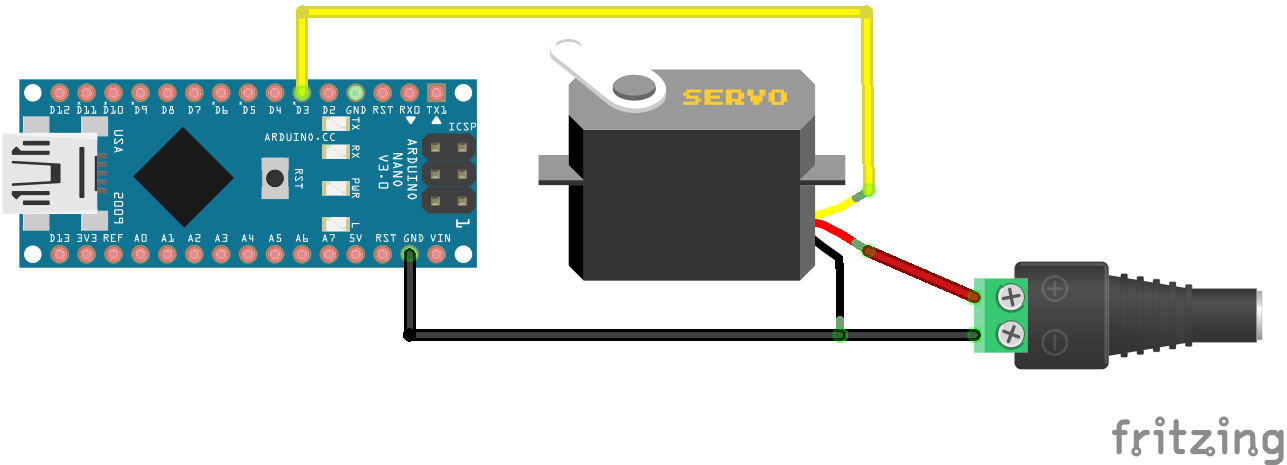 SERVO
D12 D11 D10 D9 D8 D7 D6 D5 D4 D3 D2 GND RST RX0 TX1
ARDUINO.CC
TX
RX
PWR
L
RST
ICSP
1
ARDUINO
NANO
V3.0
USA
2009
D13 3V3 REF A0 A1 A2 A3 A4 A5 A6 A7 5V RST GND VIN
+
−
fritzing